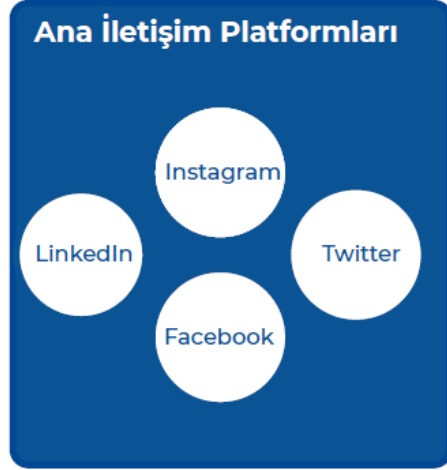 Ana İletişim Platformları
Instagram
LinkedIn
Twitter
Facebook